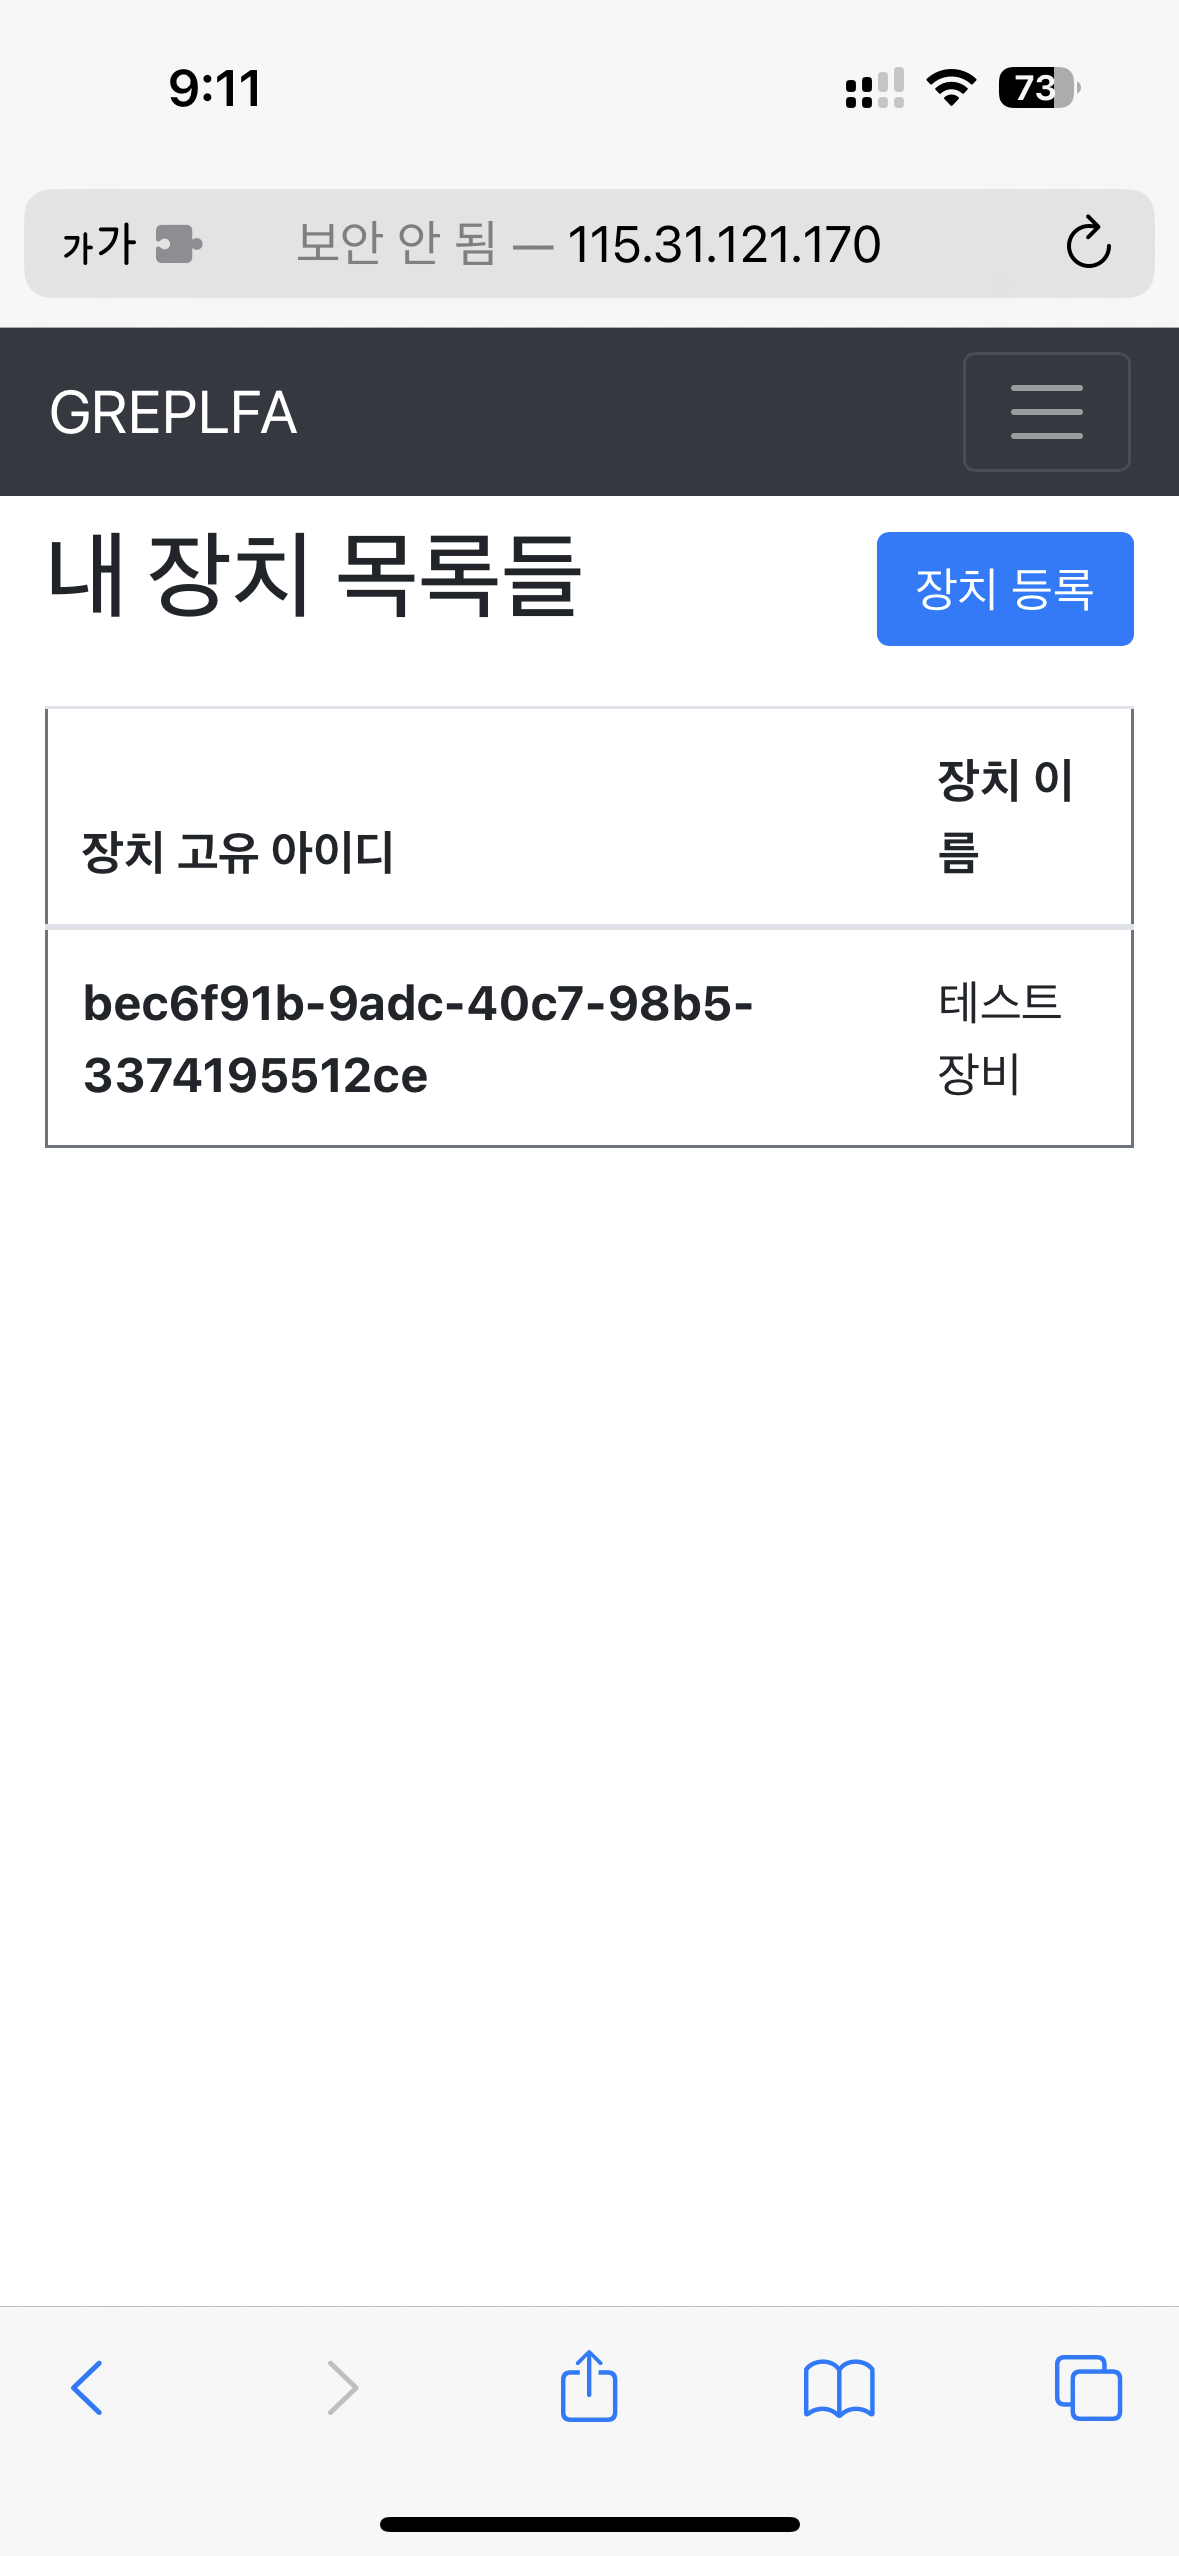 9:11
73
가가 보안 안 됨 — 115.31.121.170
GREPLFA
내 장치 목록들
장치 등록
장치 고유 아이디
장치 이
름
bec6f91b-9adc-40c7-98b5-
3374195512ce
테스트
장비